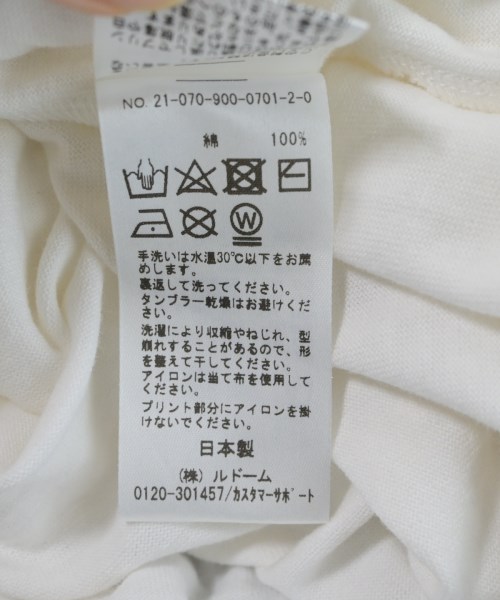 NO. 21-070-900-0701-2-0
綿 100%
W
手洗いは水温30℃以下をお薦
めします。
裏返して洗ってください。
タンブラー乾燥はお避けくだ
さい。
洗濯により収縮やねじれ、型
崩れすることがあるので、形
を整えて干してください。
アイロンは当て布を使用して
ください。
プリント部分にアイロンを掛
けないでください。
日本製
(株) ルドーム
0120-301457/カスタマーサポート